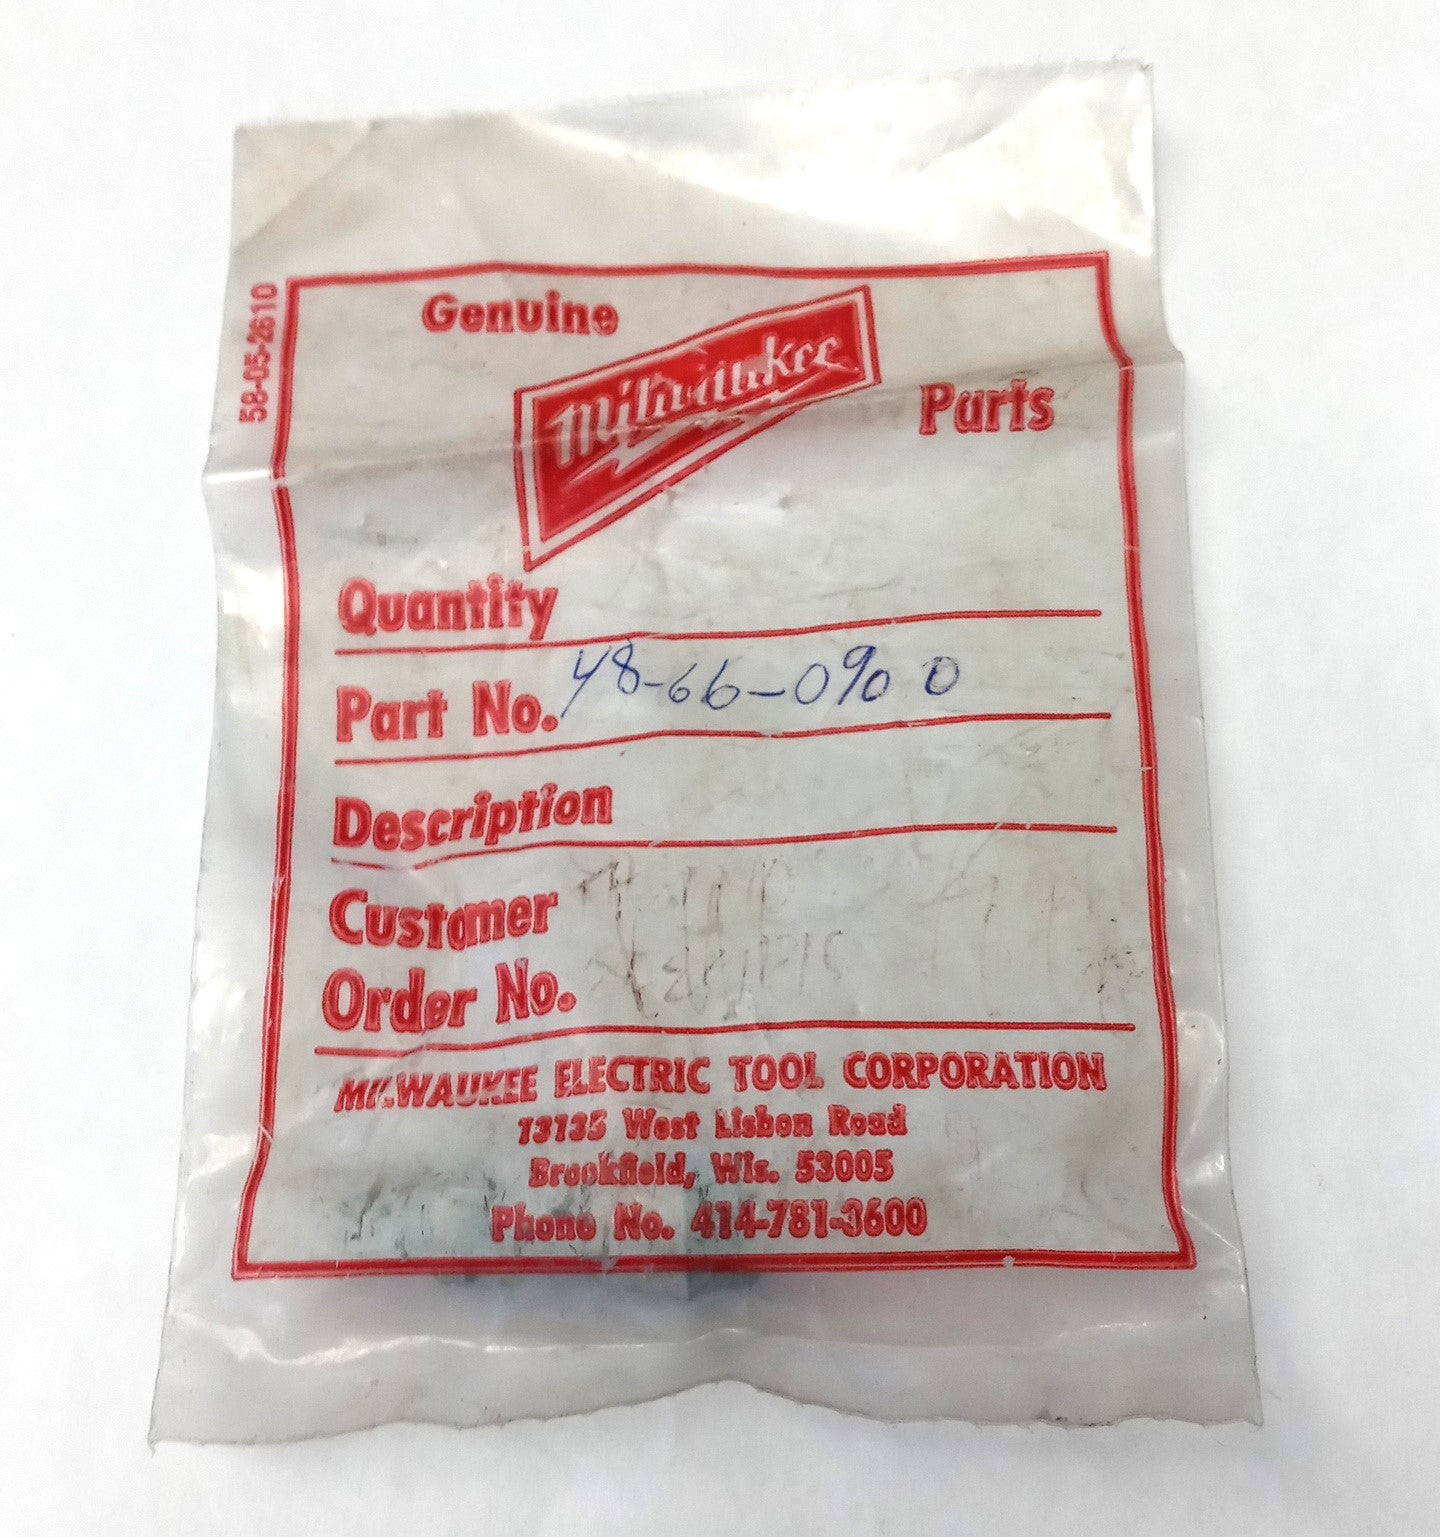 58-05-2610
Genuine
Milwaukee
Parts
Quantity
Part No. 48-66-0900
Description
Customer
Order No.
MILWAUKEE ELECTRIC TOOL CORPORATION
13135 West Lisbon Road
Brookfield, Wis. 53005
Phone No. 414-781-3600